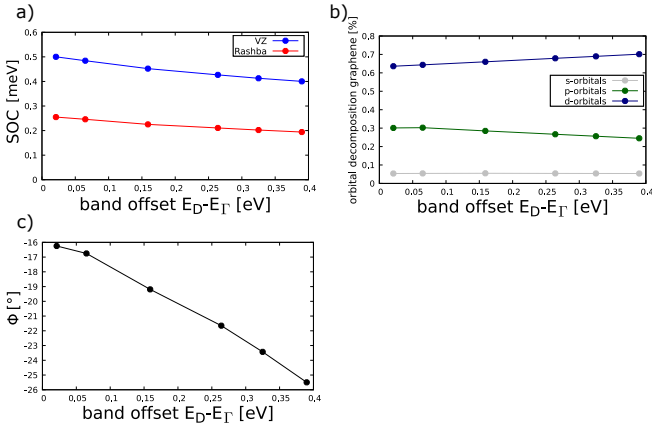 a)
SOC [meV]
0,6
0,5
0,4
0,3
0,2
0,1
0
VZ
Rashba
0 0,05 0,1 0,15 0,2 0,25 0,3 0,35 0,4
band offset E_D-E_Γ [eV]
b)
orbital decomposition graphene [%]
0,8
0,7
0,6
0,5
0,4
0,3
0,2
0,1
0
s-orbitals
p-orbitals
d-orbitals
0 0,05 0,1 0,15 0,2 0,25 0,3 0,35 0,4
band offset E_D-E_Γ [eV]
c)
Φ [°]
-16
-17
-18
-19
-20
-21
-22
-23
-24
-25
-26
0 0,05 0,1 0,15 0,2 0,25 0,3 0,35 0,4
band offset E_D-E_Γ [eV]